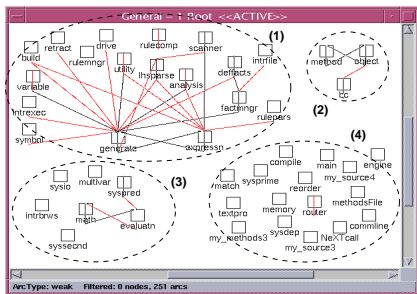 General - 1 Root <<ACTIVE>>
(1)
drive
rulecomp
scanner
retract
build
rulemngr
utility
lhsparse
intrfile
method
object
variable
analysis
deffacts
lcc
intrexec
factmngr
(2)
symbol
generate
expressn
rulepars
(4)
compile
main
engine
my_source4
(3)
multivar
sysio
syspred
match
sysprime
reorder
methodsFile
intrbrws
math
evaluatn
textpro
memory
router
commline
syssecnd
my_methods3
sysdep
NeXTcall
my_source3
ArcType: weak Filtered: 0 nodes, 251 arcs